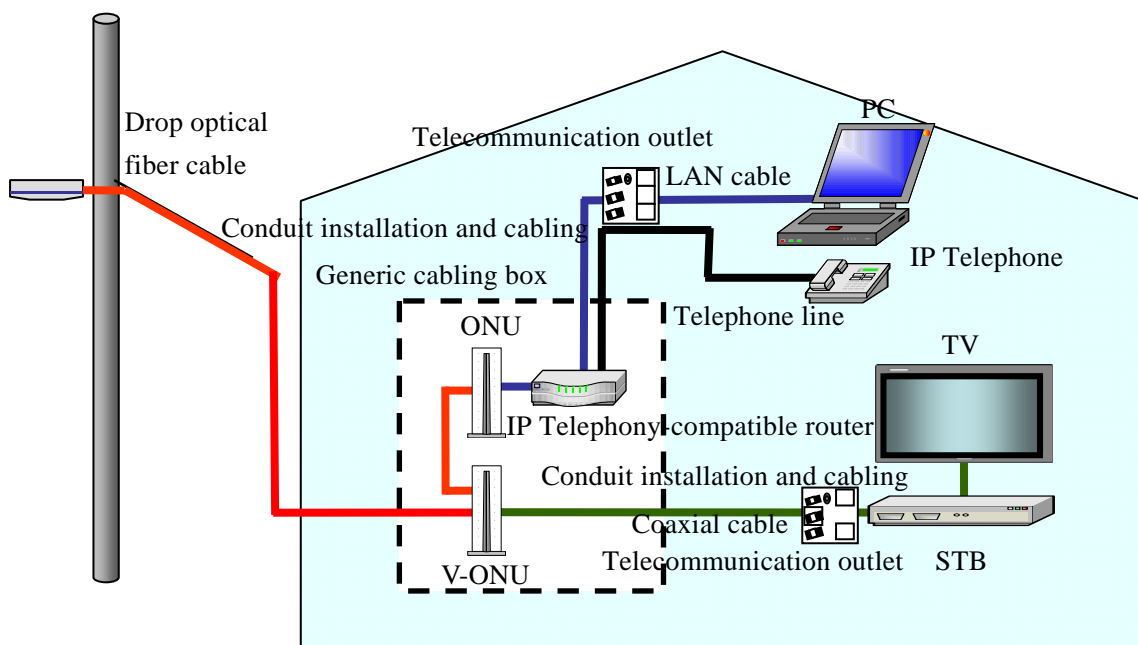 PC
Drop optical
fiber cable
Telecommunication outlet
LAN cable
Conduit installation and cabling
IP Telephone
Generic cabling box
Telephone line
ONU
TV
IP Telephony-compatible router
Conduit installation and cabling
Coaxial cable
Telecommunication outlet
STB
V-ONU